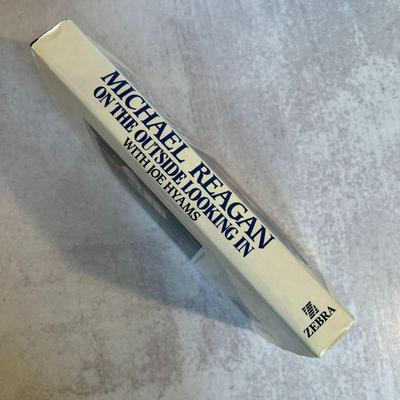 MICHAEL REAGAN
ON THE OUTSIDE LOOKING IN
WITH JOE HYAMS
ZEBRA